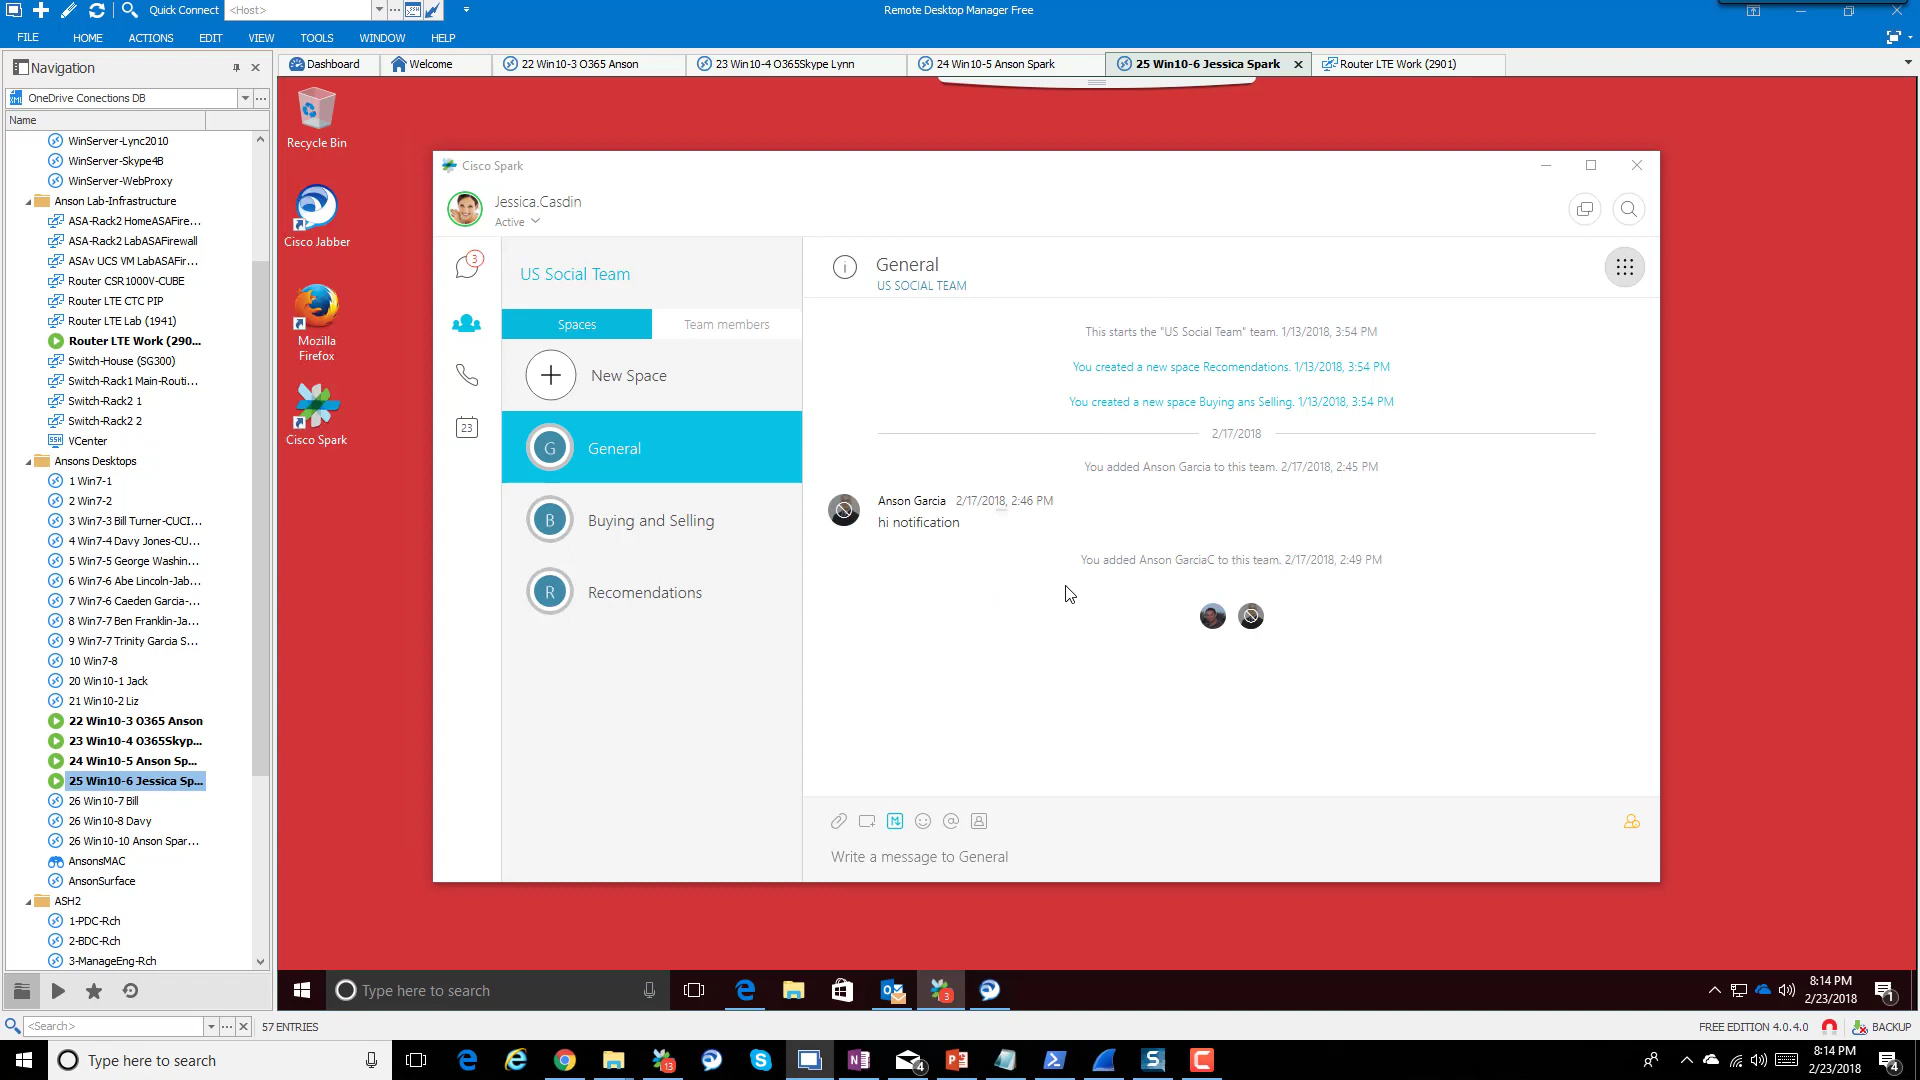 Quick Connect
<Host>
Remote Desktop Manager Free
FILE
HOME
ACTIONS
EDIT
VIEW
TOOLS
WINDOW
HELP
Navigation
OneDrive Conections DB
Name
WinServer-Lync2010
WinServer-Skype4B
WinServer-WebProxy
Anson Lab-Infrastructure
ASA-Rack2 HomeASAFire...
ASA-Rack2 LabASAFirewall
ASAv UCS VM LabASAFir...
Router CSR1000V-CUBE
Router LTE CTC PIP
Router LTE Lab (1941)
Router LTE Work (290...
Switch-House (SG300)
Switch-Rack1 Main-Routi...
Switch-Rack2 1
Switch-Rack2 2
SSH VCenter
Ansons Desktops
1 Win7-1
2 Win7-2
3 Win7-3 Bill Turner-CUCI...
4 Win7-4 Davy Jones-CU...
5 Win7-5 George Washin...
6 Win7-6 Abe Lincoln-Jab...
7 Win7-6 Caeden Garcia-...
8 Win7-7 Ben Franklin-Ja...
9 Win7-7 Trinity Garcia S...
10 Win7-8
20 Win10-1 Jack
21 Win10-2 Liz
22 Win10-3 O365 Anson
23 Win10-4 O365Skyp...
24 Win10-5 Anson Sp...
25 Win10-6 Jessica Sp...
26 Win10-7 Bill
26 Win10-8 Davy
26 Win10-10 Anson Spar...
AnsonsMAC
AnsonSurface
ASH2
1-PDC-Rch
2-BDC-Rch
3-ManageEng-Rch
<Search>
57 ENTRIES
Dashboard
Welcome
22 Win10-3 O365 Anson
23 Win10-4 O365Skype Lynn
24 Win10-5 Anson Spark
25 Win10-6 Jessica Spark
Router LTE Work (2901)
Recycle Bin
Cisco Jabber
Mozilla
Firefox
Cisco Spark
Cisco Spark
Jessica.Casdin
Active
3
23
US Social Team
Spaces
Team members
New Space
G General
B Buying and Selling
R Recomendations
General
US SOCIAL TEAM
This starts the "US Social Team" team. 1/13/2018, 3:54 PM
You created a new space Recomendations. 1/13/2018, 3:54 PM
You created a new space Buying ans Selling. 1/13/2018, 3:54 PM
2/17/2018
You added Anson Garcia to this team. 2/17/2018, 2:45 PM
Anson Garcia 2/17/2018, 2:46 PM
hi notification
You added Anson GarciaC to this team. 2/17/2018, 2:49 PM
Write a message to General
Type here to search
3
8:14 PM
2/23/2018
1
FREE EDITION 4.0.4.0
BACKUP
Type here to search
13
4
8:14 PM
2/23/2018
4